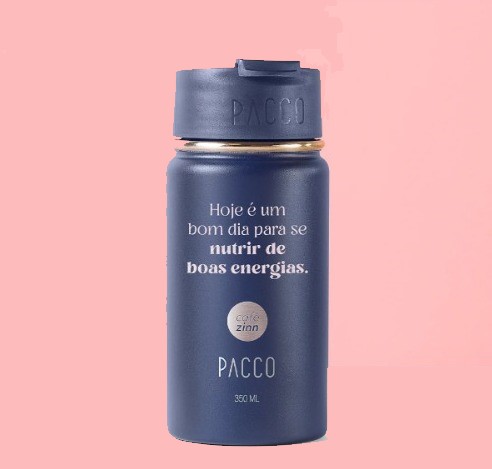 PACCO
Hoje é um
bom dia para se
nutrir de
boas energias.
café
zinn
PACCO
350 ML